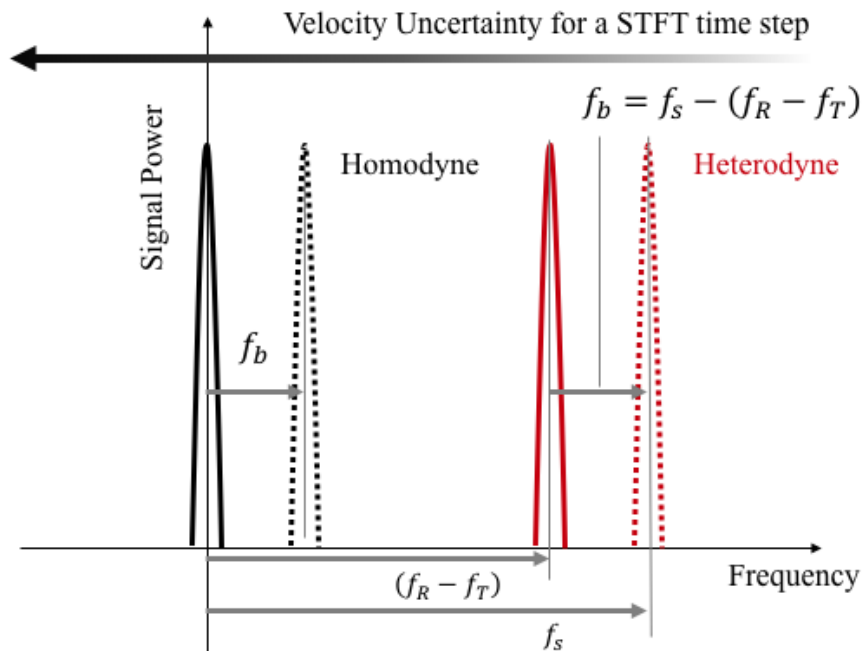 Velocity Uncertainty for a STFT time step
f_b = f_s − (f_R − f_T)
Signal Power
Homodyne
Heterodyne
f_b
(f_R − f_T)
Frequency
f_s